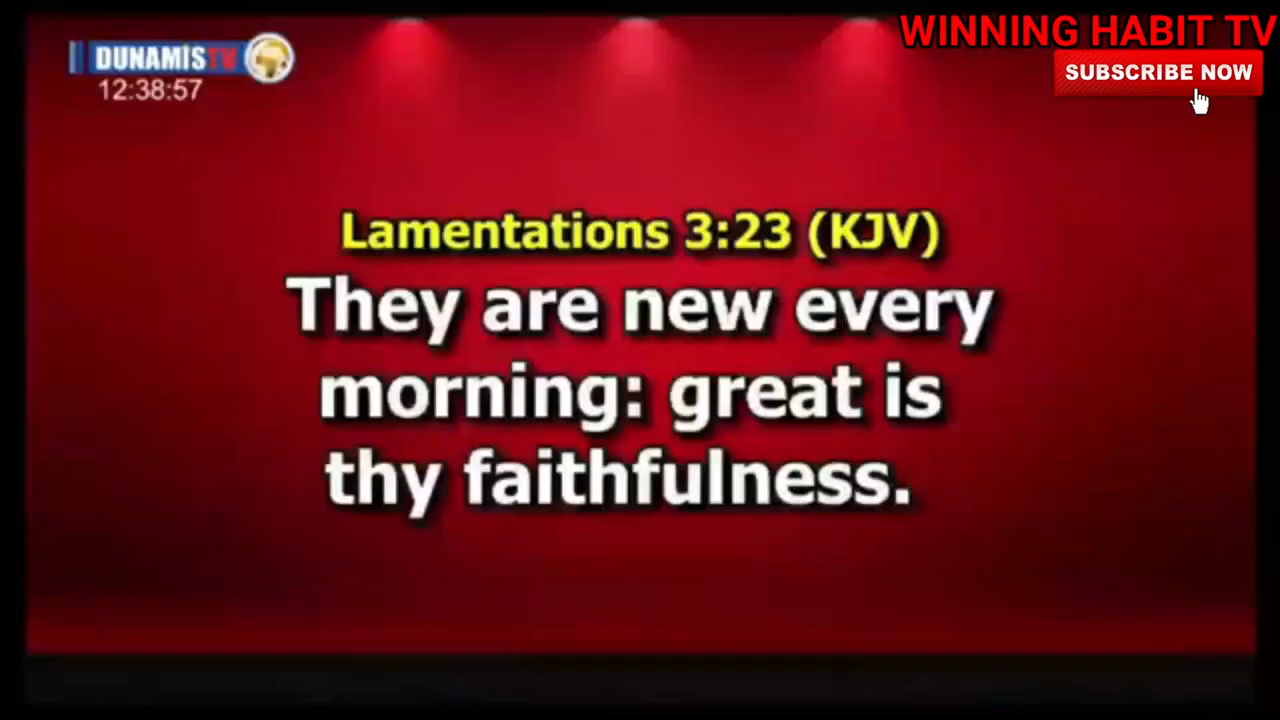 DUNAMIS TV
12:38:57
WINNING HABIT TV
SUBSCRIBE NOW
Lamentations 3:23 (KJV)
They are new every
morning: great is
thy faithfulness.